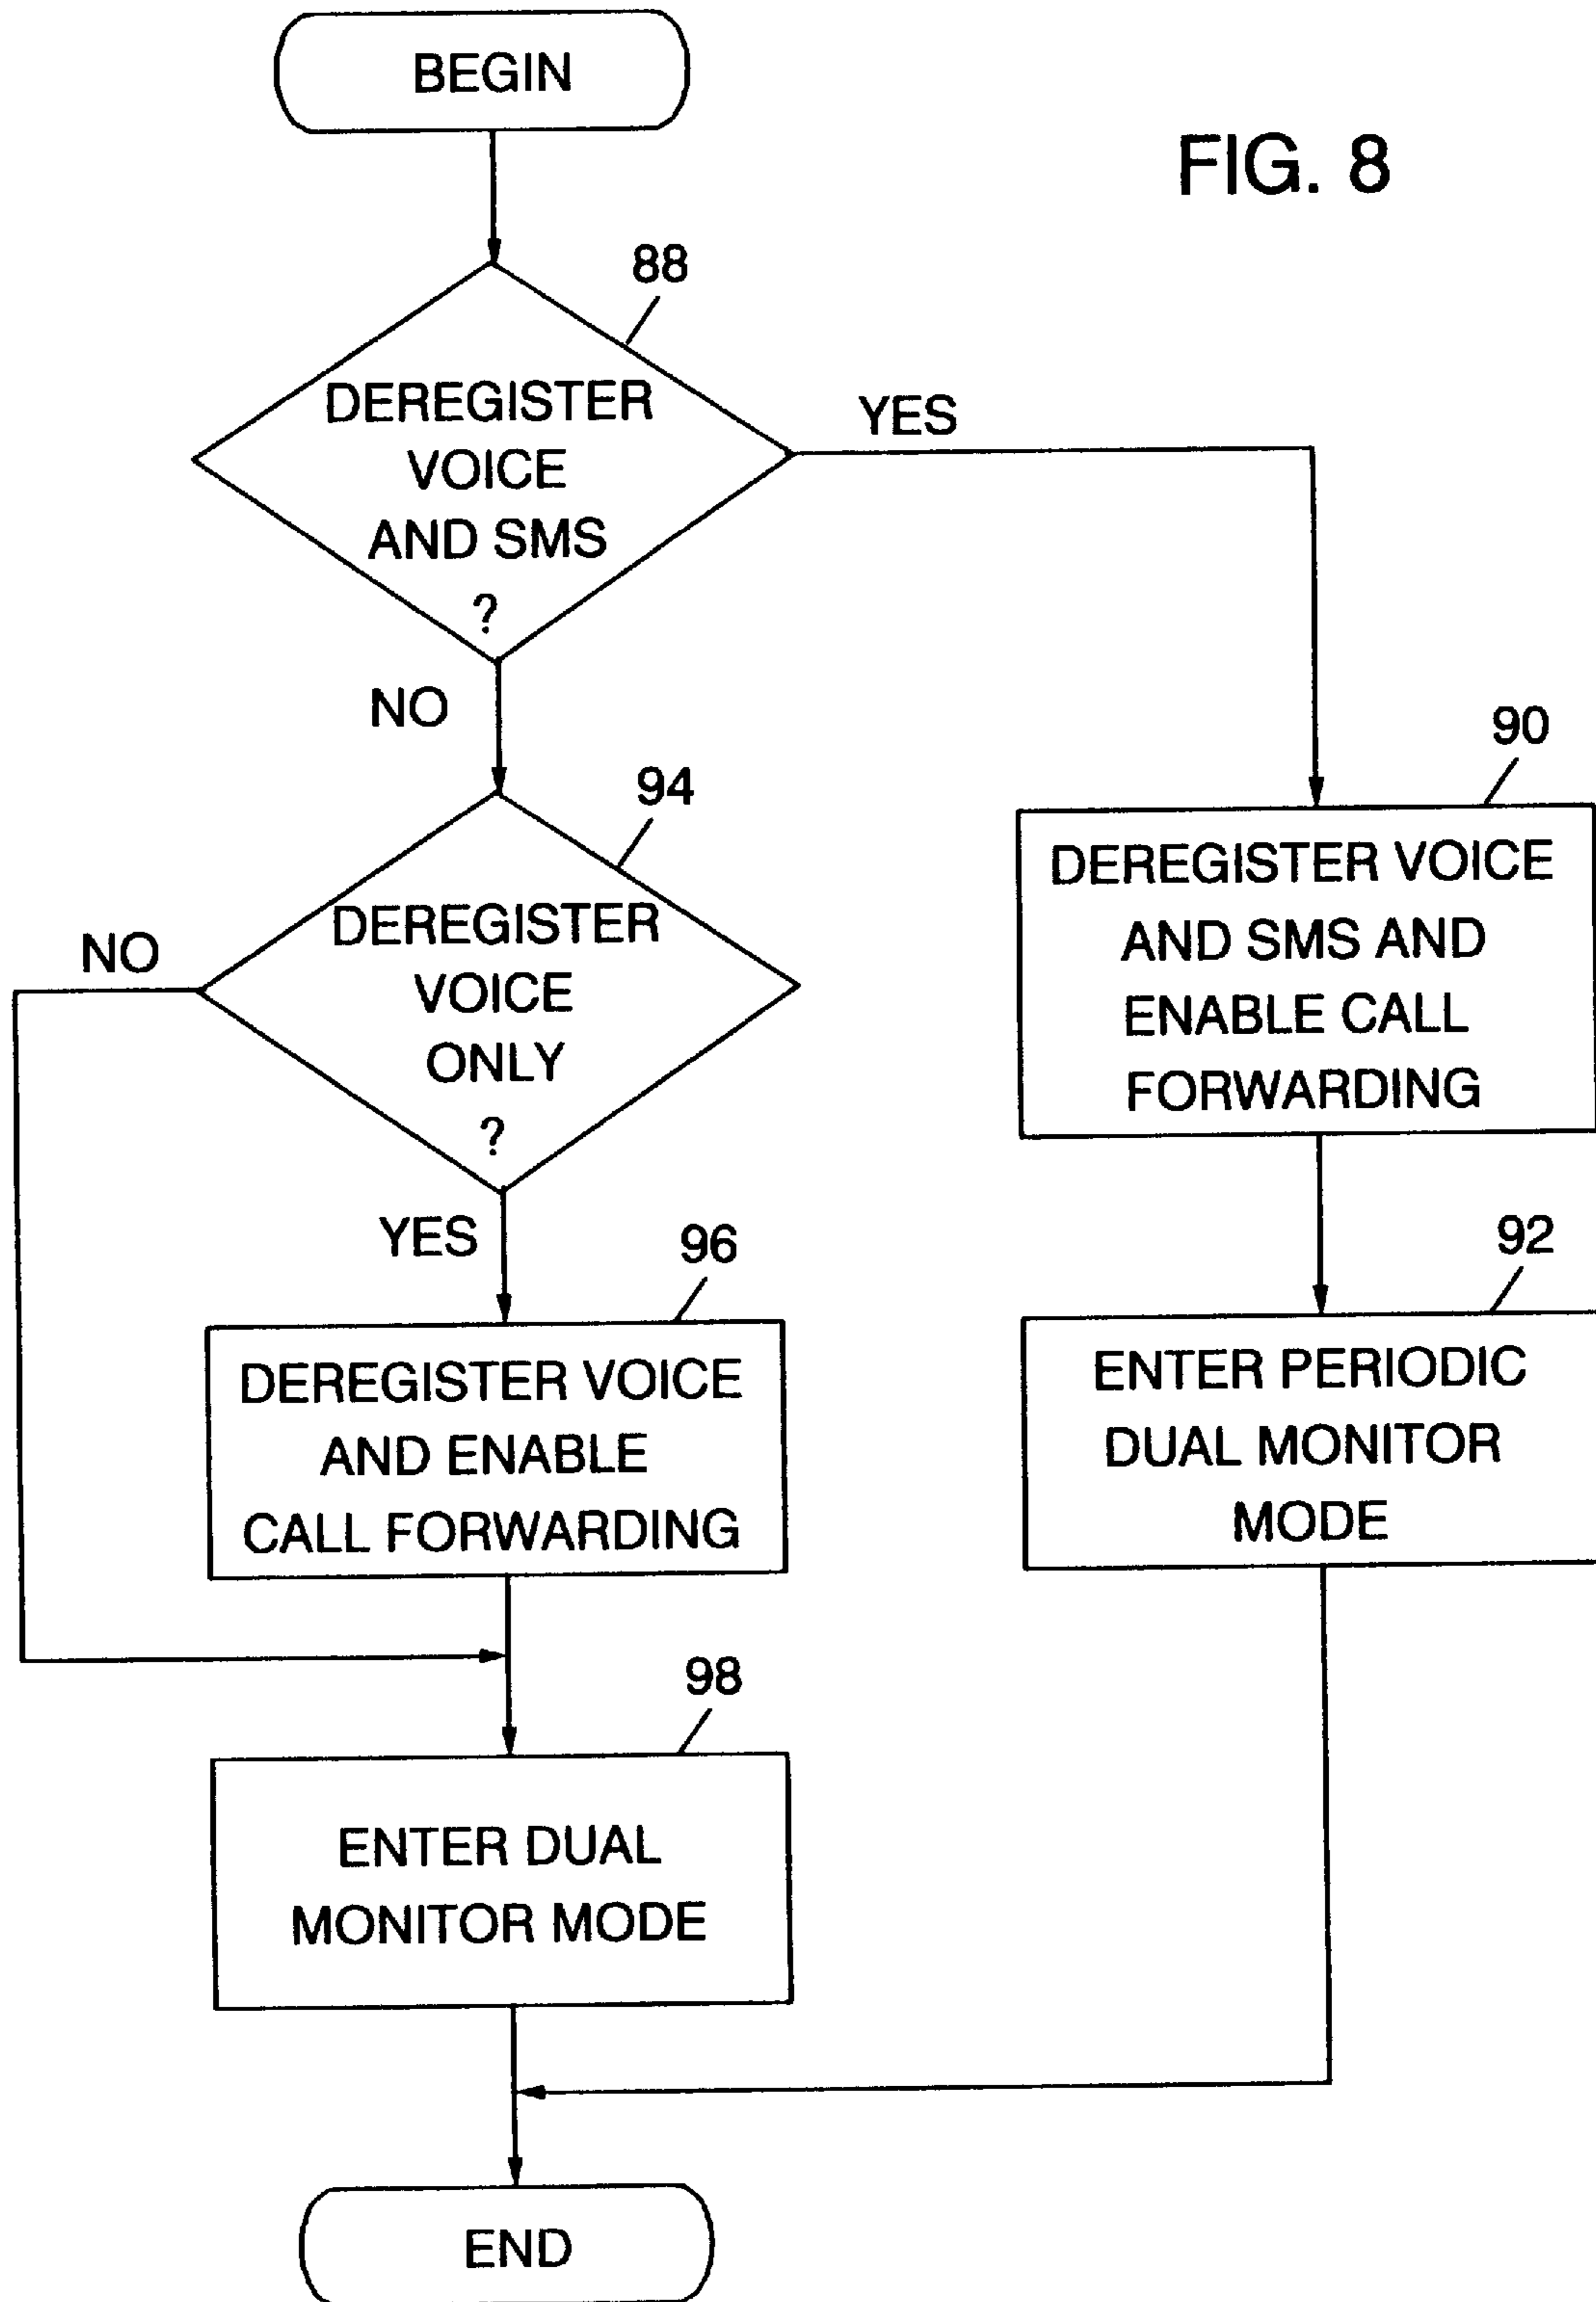 BEGIN
FIG. 8
88
DEREGISTER
VOICE
AND SMS
?
YES
NO
94
DEREGISTER
VOICE
ONLY
?
NO
YES
90
DEREGISTER VOICE
AND SMS AND
ENABLE CALL
FORWARDING
96
DEREGISTER VOICE
AND ENABLE
CALL FORWARDING
92
ENTER PERIODIC
DUAL MONITOR
MODE
98
ENTER DUAL
MONITOR MODE
END